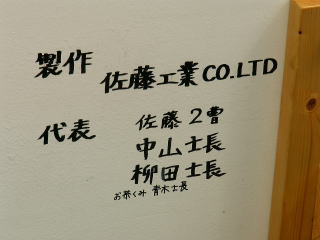 製作
佐藤工業CO.LTD
代表
佐藤2曹
中山士長
柳田士長
お茶くみ 青木士長